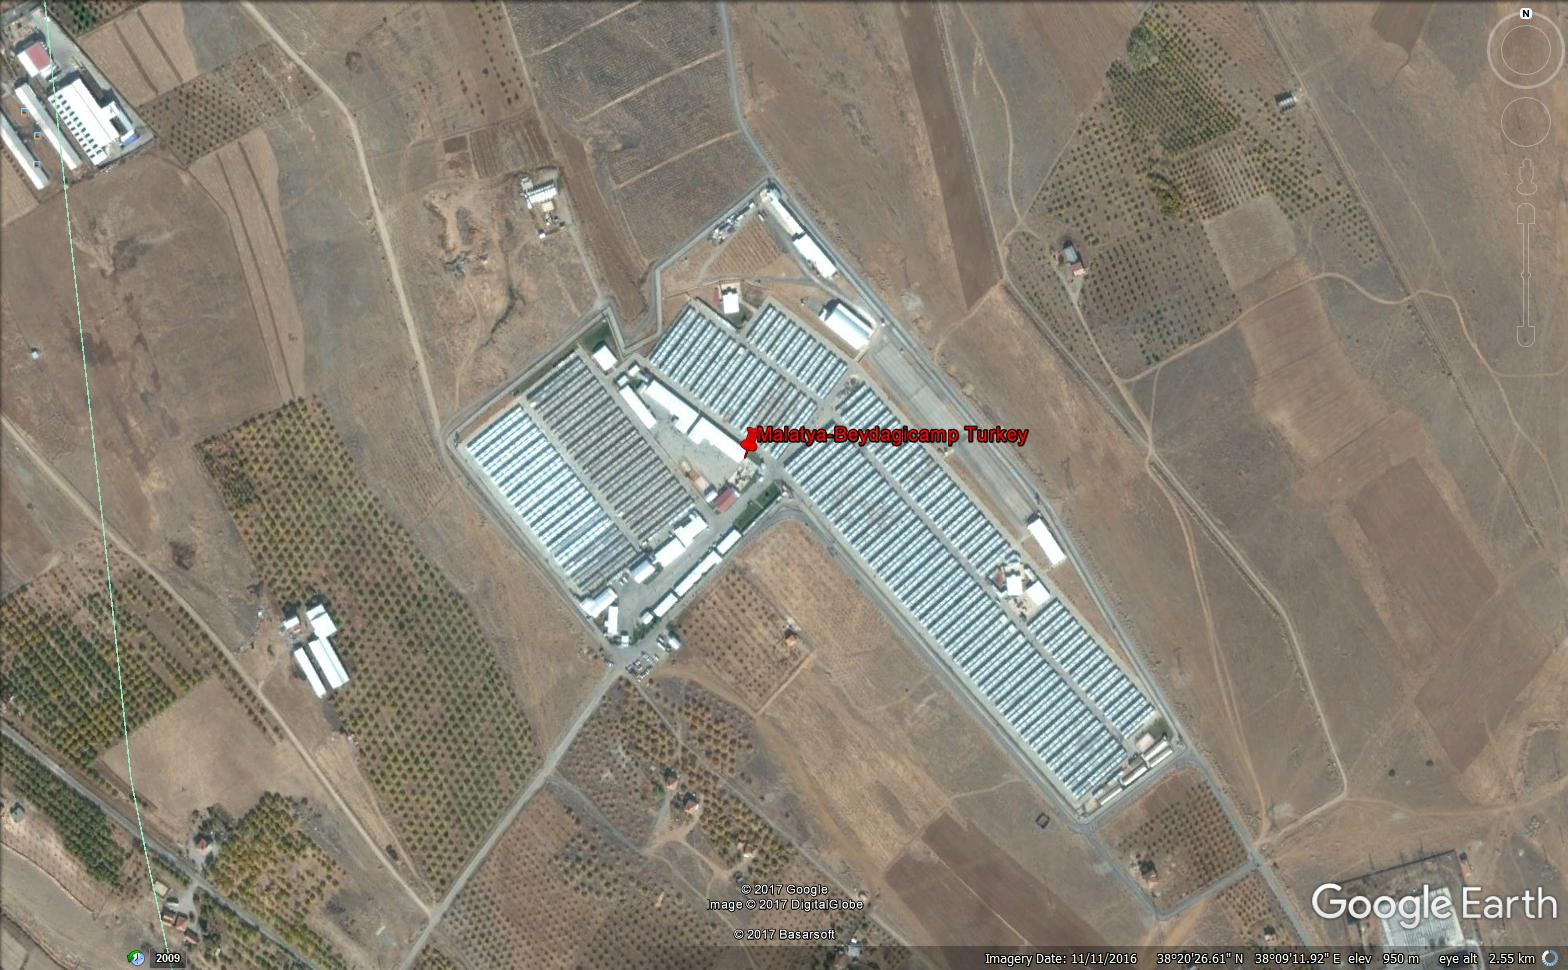 N
Malatya-Beydagicamp Turkey
© 2017 Google
Image © 2017 DigitalGlobe
© 2017 Basarsoft
Google Earth
2009
Imagery Date: 11/11/2016 38°20'26.61" N 38°09'11.92" E elev 950 m eye alt 2.55 km